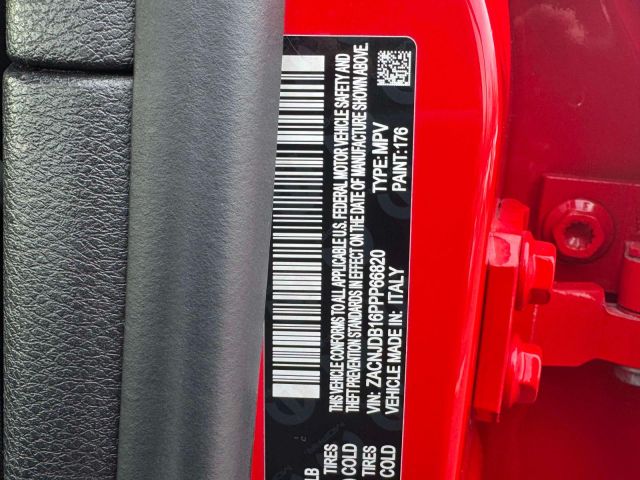 THIS VEHICLE CONFORMS TO ALL APPLICABLE U.S. FEDERAL MOTOR VEHICLE SAFETY AND
THEFT PREVENTION STANDARDS IN EFFECT ON THE DATE OF MANUFACTURE SHOWN ABOVE.
VIN: ZACNJDB16PPP66820 TYPE: MPV
VEHICLE MADE IN: ITALY PAINT: 176
LB
TIRES
COLD
TIRES
COLD